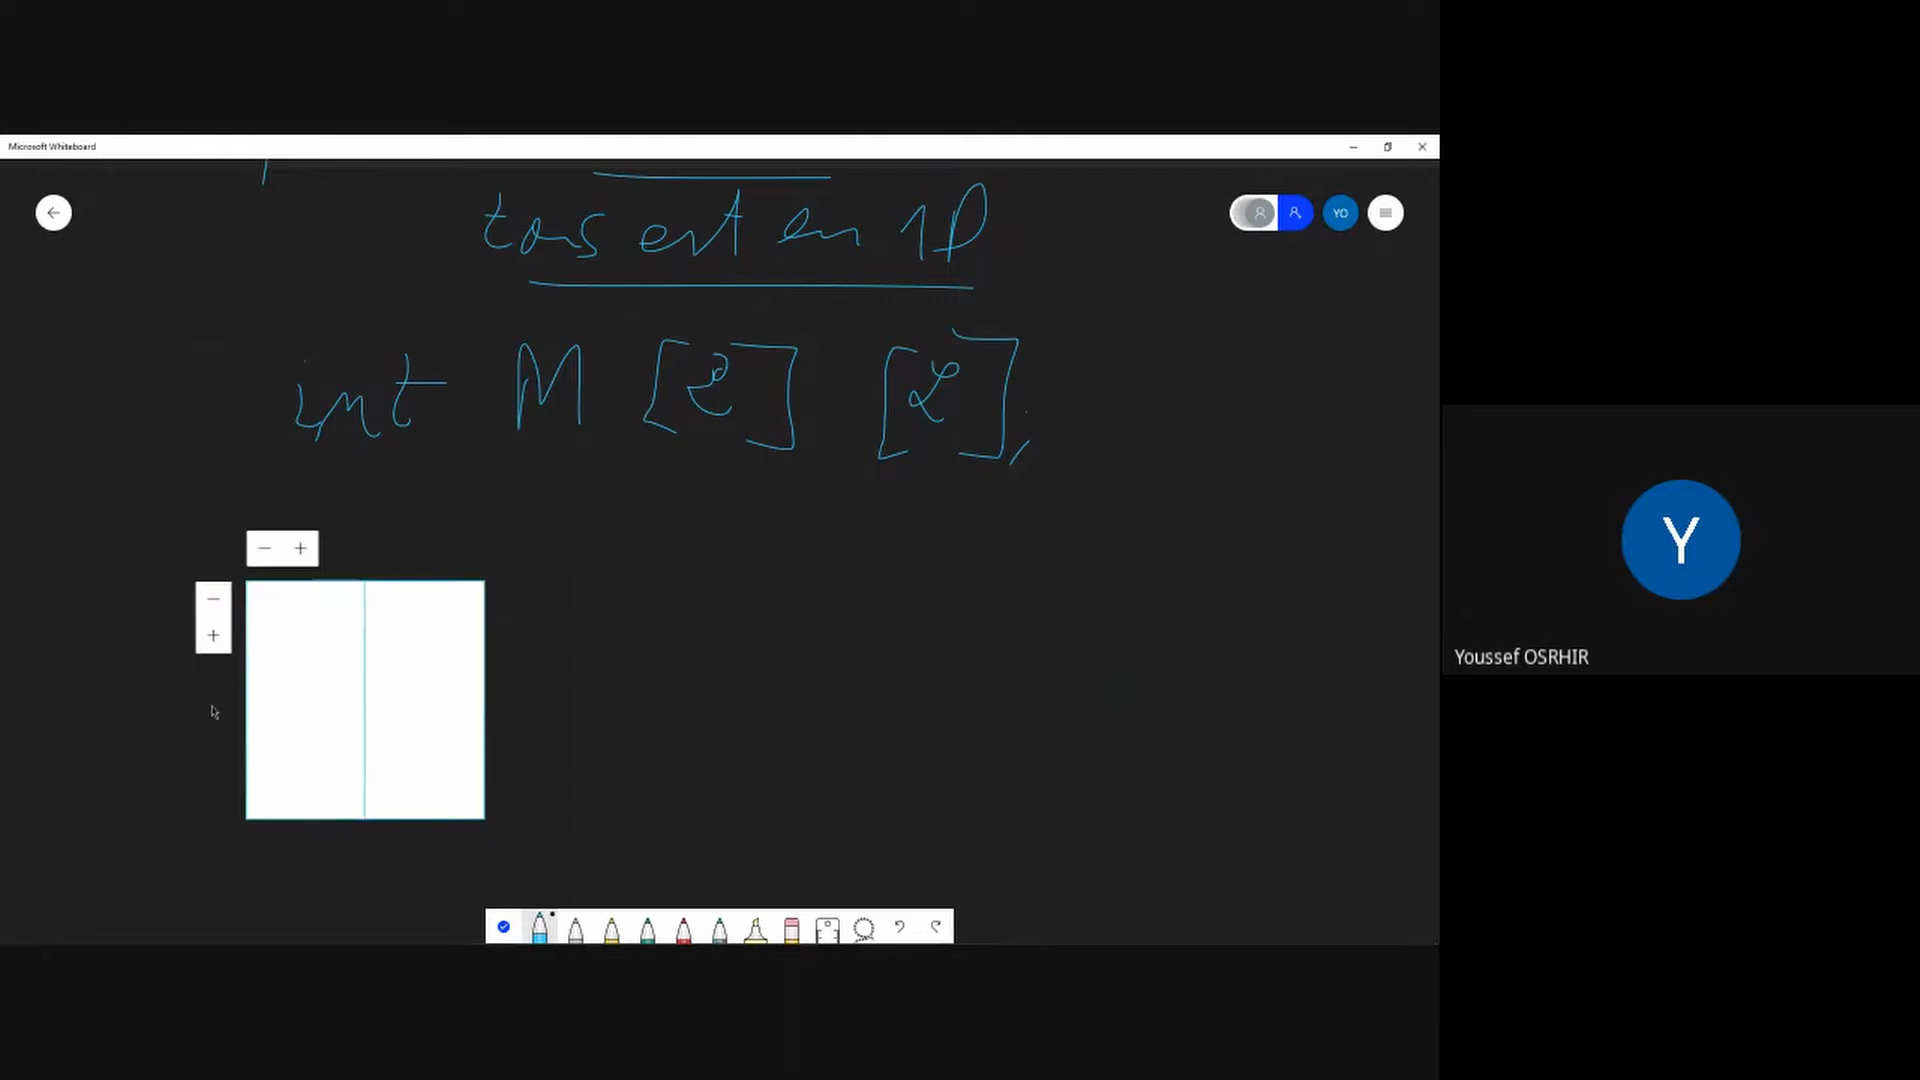 Microsoft Whiteboard
tous est en 1D
YO
int M [2] [2];
Y
Youssef OSRHIR